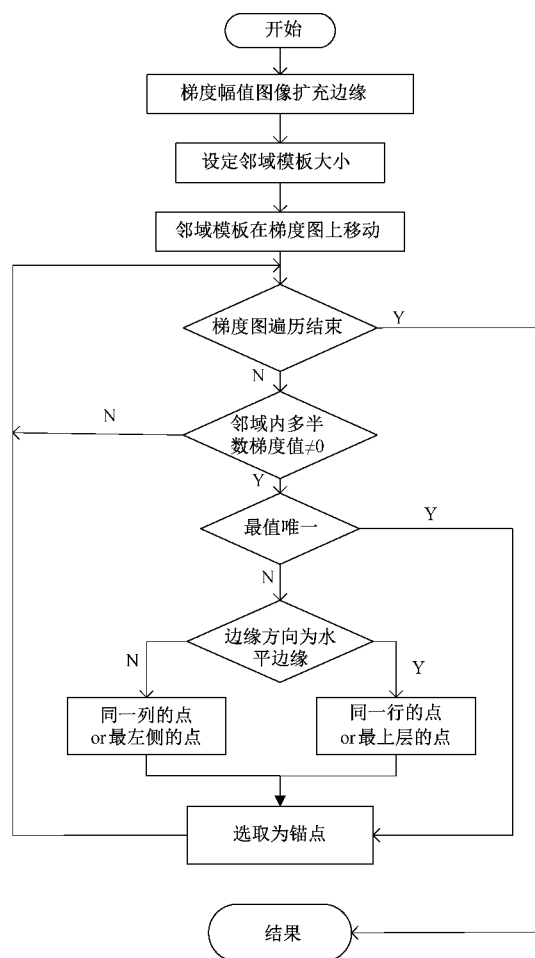 开始
梯度幅值图像扩充边缘
设定邻域模板大小
邻域模板在梯度图上移动
梯度图遍历结束
Y
N
邻域内多半
数梯度值≠0
N
Y
最值唯一
Y
N
边缘方向为水
平边缘
N
Y
同一列的点
or最左侧的点
同一行的点
or最上层的点
选取为锚点
结果